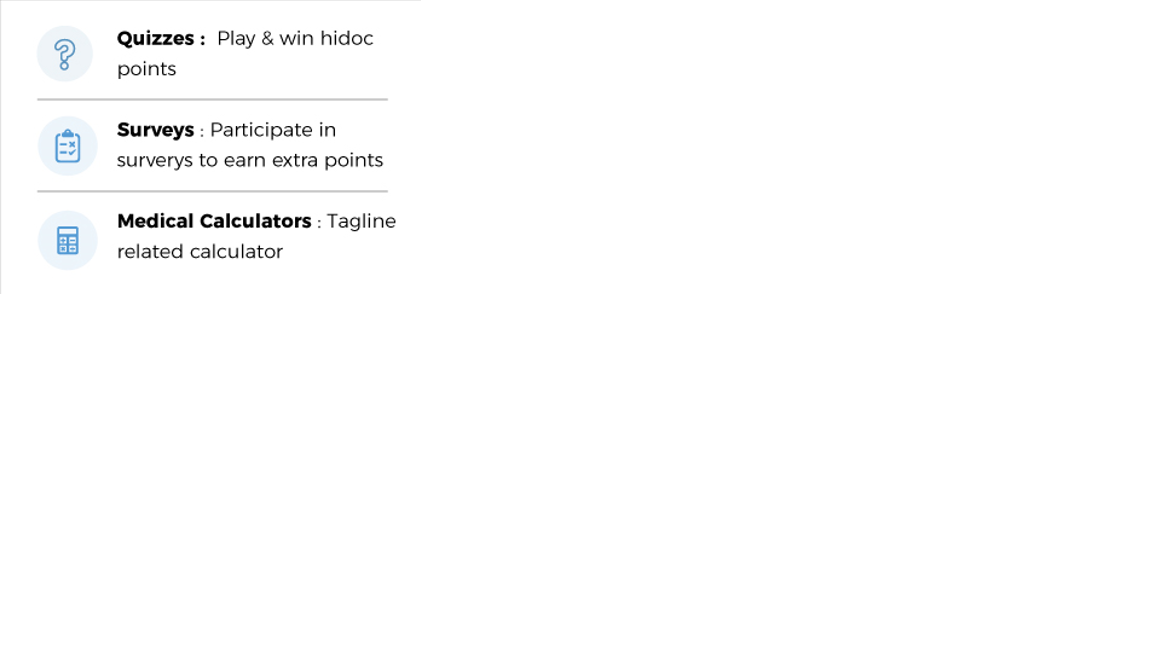 Quizzes :  Play & win hidoc
points
Surveys : Participate in
surverys to earn extra points
Medical Calculators : Tagline
related calculator